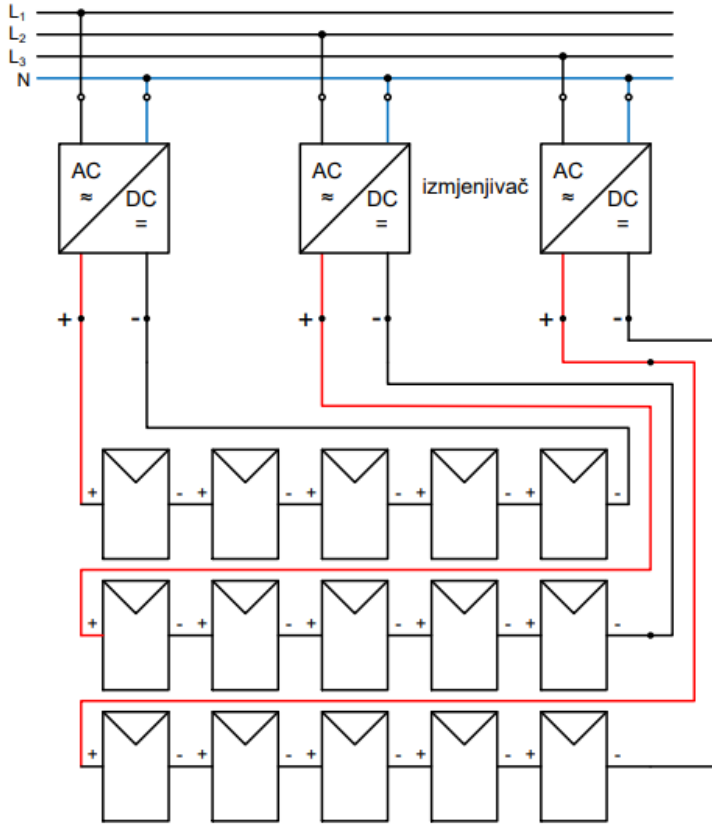 L1
L2
L3
N
AC
≈
DC
=
AC
≈
DC
=
izmjenjivač
AC
≈
DC
=
+ - + - + -
+ - + - + - + - + -
+ - + - + - + - + -
+ - + - + - + - + -